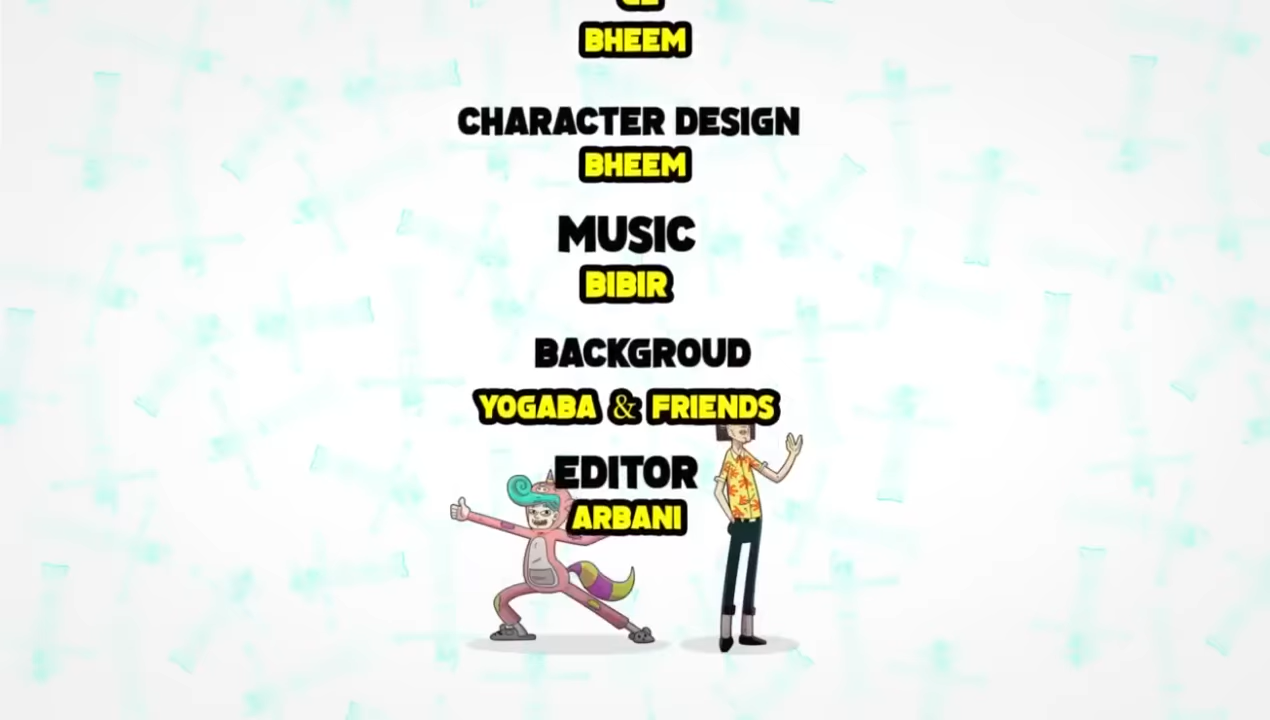 BHEEM
CHARACTER DESIGN
BHEEM
MUSIC
BIBIR
BACKGROUD
YOGABA & FRIENDS
EDITOR
ARBANI